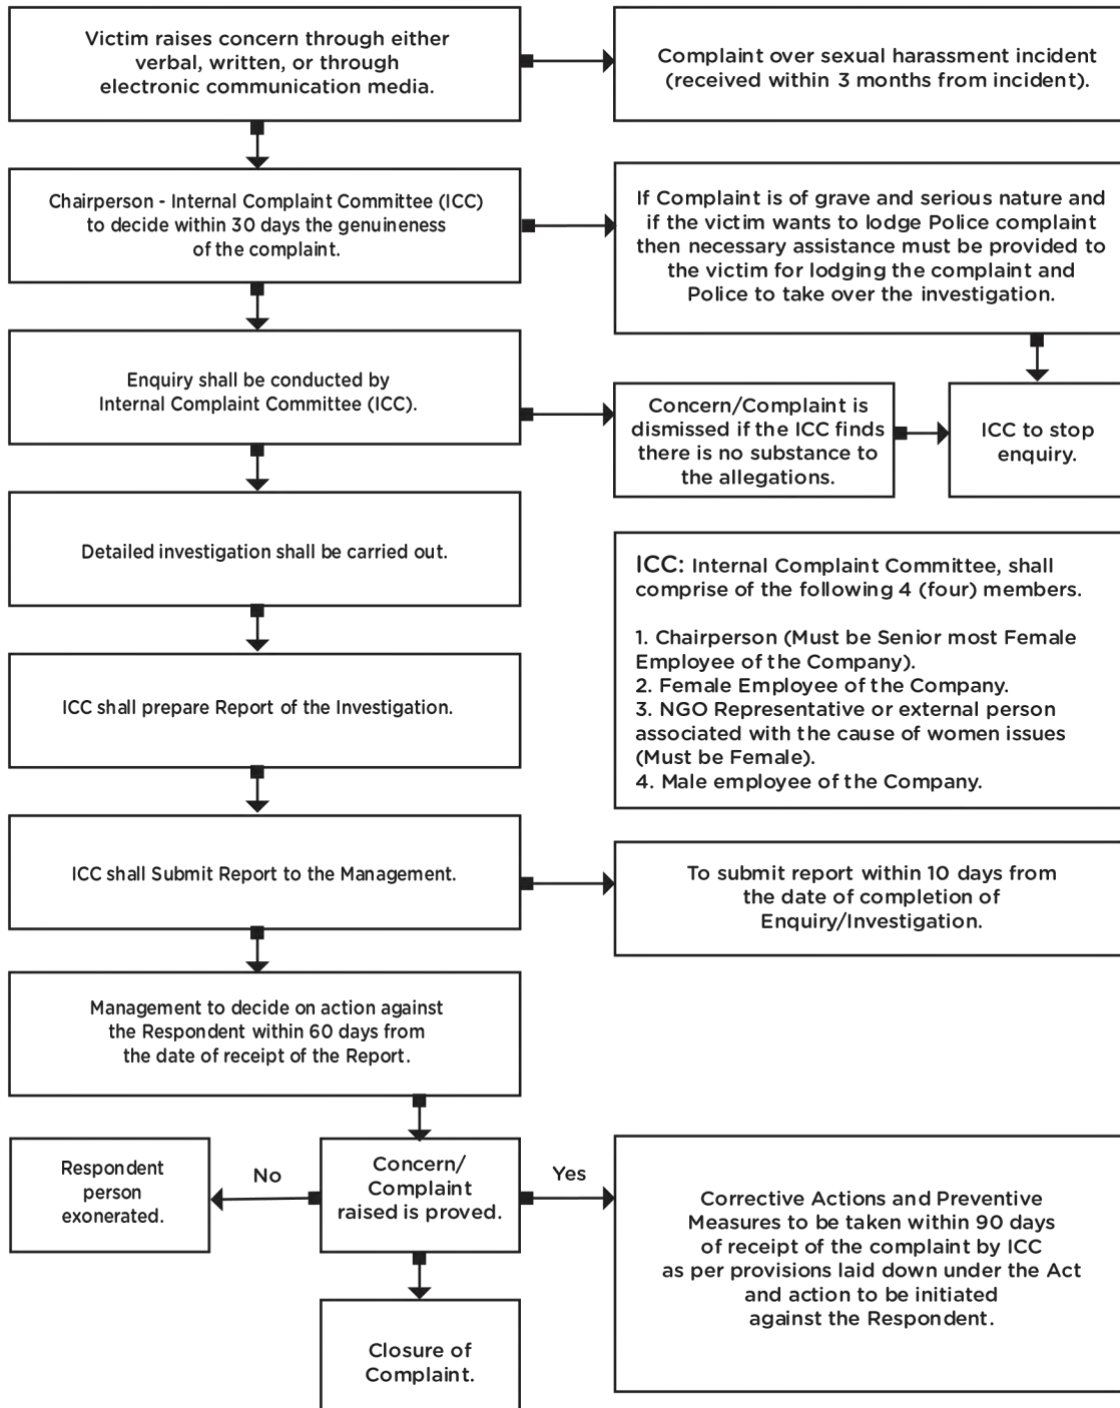 Victim raises concern through either
verbal, written, or through
electronic communication media.
Complaint over sexual harassment incident
(received within 3 months from incident).
Chairperson - Internal Complaint Committee (ICC)
to decide within 30 days the genuineness
of the complaint.
If Complaint is of grave and serious nature and
if the victim wants to lodge Police complaint
then necessary assistance must be provided to
the victim for lodging the complaint and
Police to take over the investigation.
Enquiry shall be conducted by
Internal Complaint Committee (ICC).
Concern/Complaint is
dismissed if the ICC finds
there is no substance to
the allegations.
ICC to stop
enquiry.
Detailed investigation shall be carried out.
ICC: Internal Complaint Committee, shall
comprise of the following 4 (four) members.
1. Chairperson (Must be Senior most Female
Employee of the Company).
2. Female Employee of the Company.
3. NGO Representative or external person
associated with the cause of women issues
(Must be Female).
4. Male employee of the Company.
ICC shall prepare Report of the Investigation.
ICC shall Submit Report to the Management.
To submit report within 10 days from
the date of completion of
Enquiry/Investigation.
Management to decide on action against
the Respondent within 60 days from
the date of receipt of the Report.
Respondent
person
exonerated.
No
Concern/
Complaint
raised is proved.
Yes
Corrective Actions and Preventive
Measures to be taken within 90 days
of receipt of the complaint by ICC
as per provisions laid down under the Act
and action to be initiated
against the Respondent.
Closure of
Complaint.